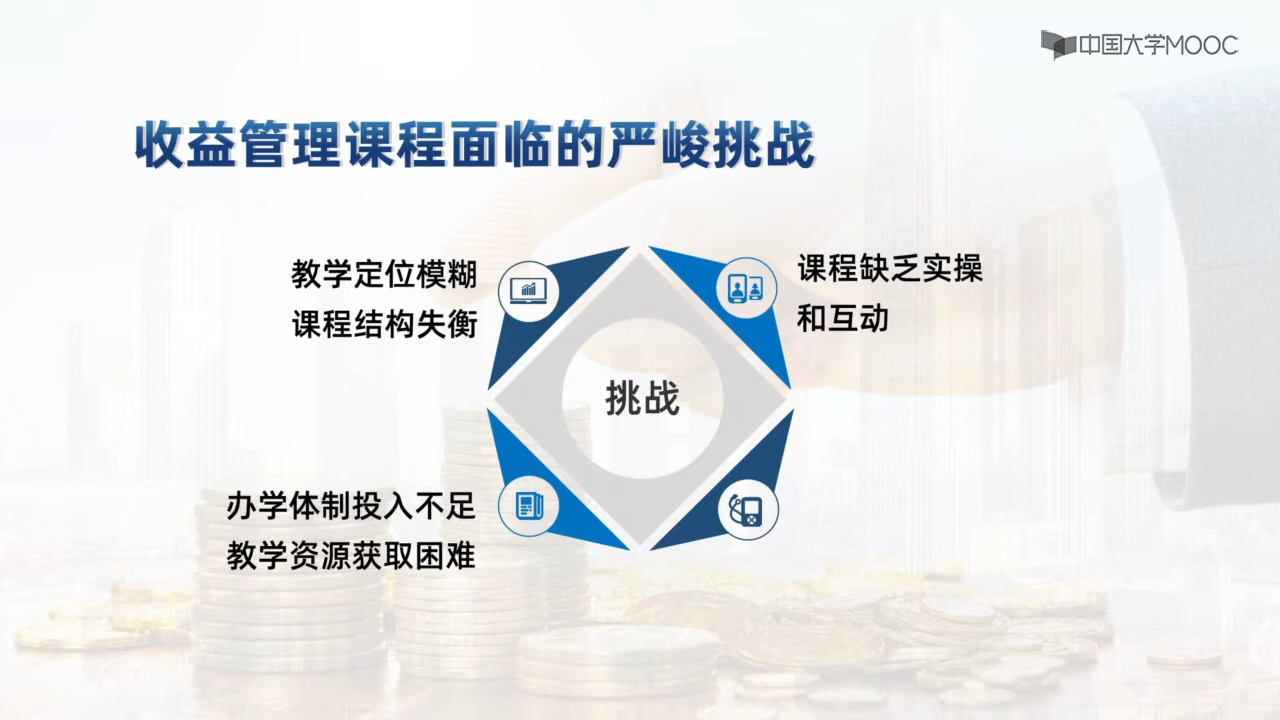 中国大学MOOC
收益管理课程面临的严峻挑战
教学定位模糊
课程结构失衡
课程缺乏实操
和互动
挑战
办学体制投入不足
教学资源获取困难